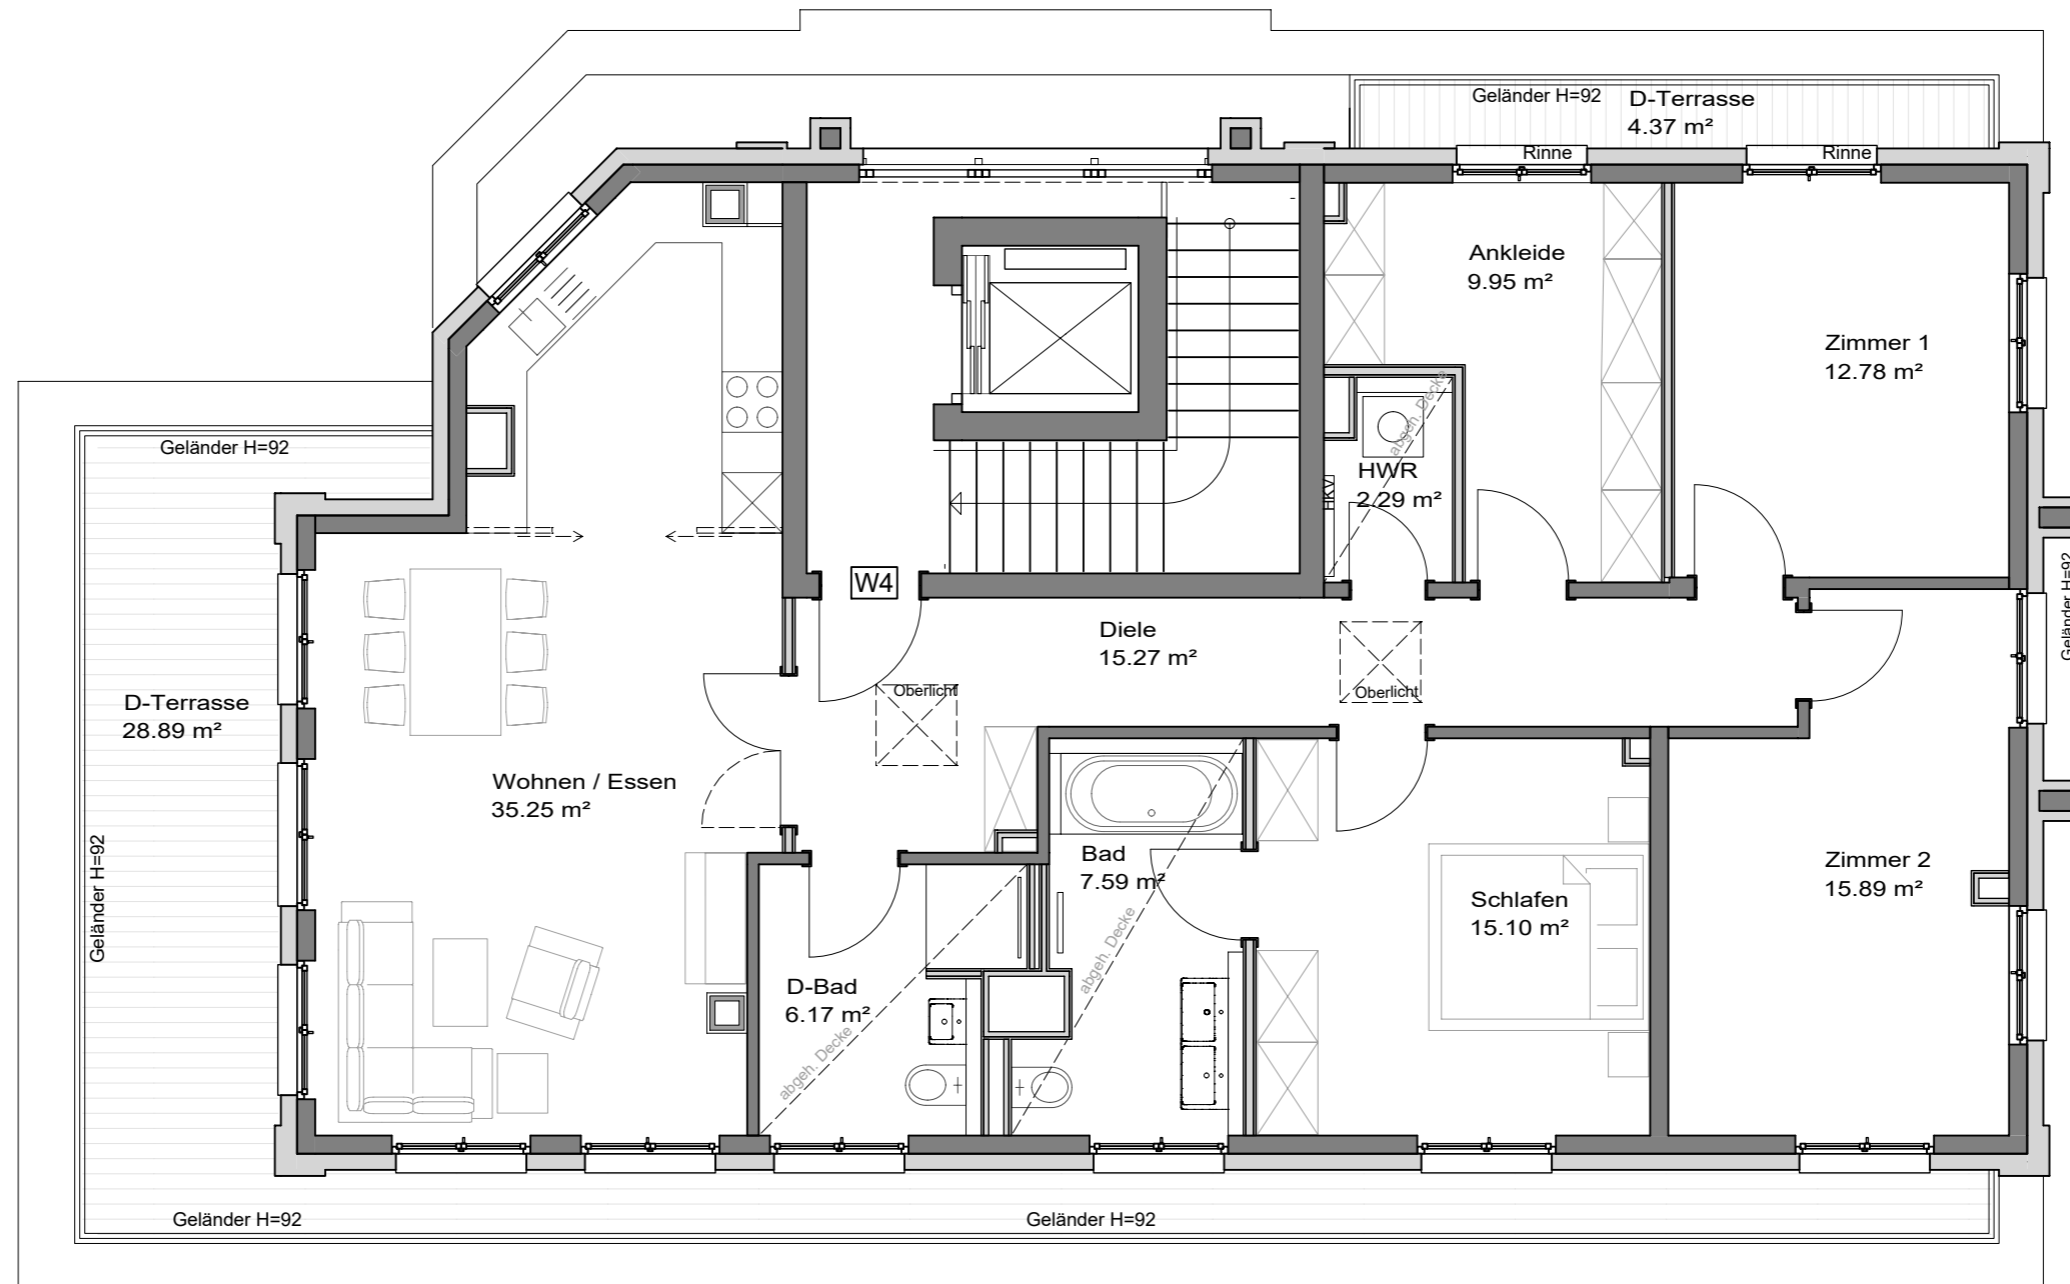 Geländer H=92
D-Terrasse
4.37 m²
Rinne
Rinne
Ankleide
9.95 m²
Zimmer 1
12.78 m²
abgeh. Decke
HWR
2.29 m²
KV
Geländer H=92
W4
Geländer H=92
Diele
15.27 m²
Oberlicht
Oberlicht
D-Terrasse
28.89 m²
Wohnen / Essen
35.25 m²
Geländer H=92
Bad
7.59 m²
abgeh. Decke
Zimmer 2
15.89 m²
Schlafen
15.10 m²
D-Bad
6.17 m²
abgeh. Decke
Geländer H=92
Geländer H=92